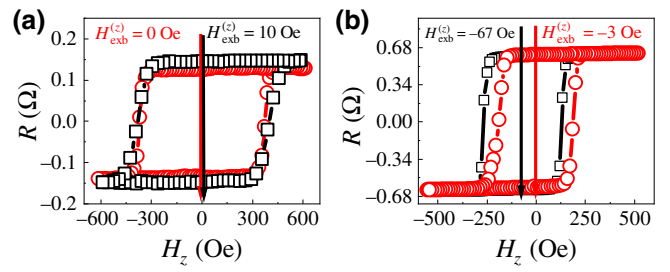 (a)
H_exb^(z) = 0 Oe
H_exb^(z) = 10 Oe
R (Ω)
0.2
0.1
0.0
−0.1
−0.2
−600 −300 0 300 600
H_z (Oe)
(b)
H_exb^(z) = −67 Oe
H_exb^(z) = −3 Oe
R (Ω)
0.68
0.34
0.00
−0.34
−0.68
−500 −250 0 250 500
H_z (Oe)